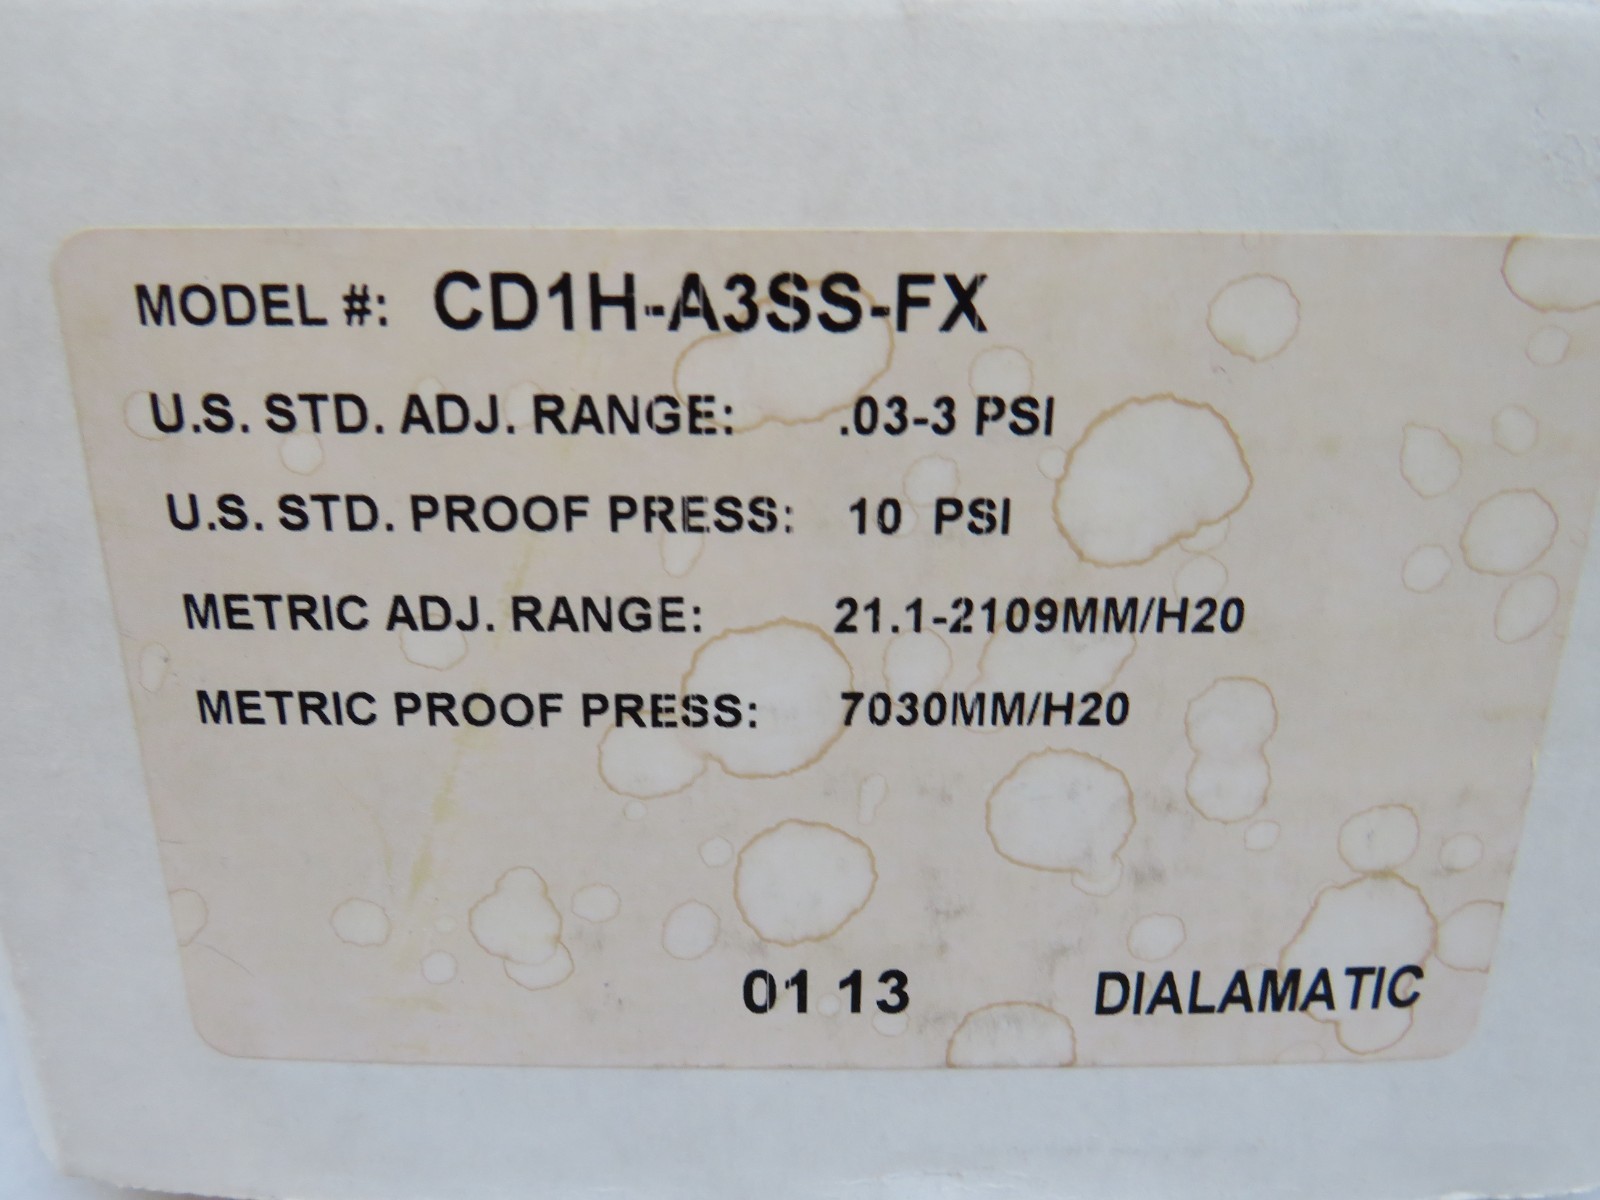 MODEL #: CD1H-A3SS-FX
U.S. STD. ADJ. RANGE: .03-3 PSI
U.S. STD. PROOF PRESS: 10 PSI
METRIC ADJ. RANGE: 21.1-2109MM/H20
METRIC PROOF PRESS: 7030MM/H20
01 13 DIALAMATIC